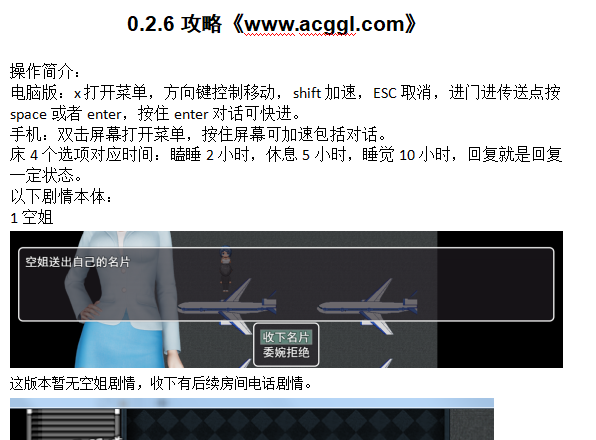 0.2.6 攻略《www.acggl.com》
操作简介：
电脑版：x 打开菜单，方向键控制移动，shift 加速，ESC 取消，进门进传送点按
space 或者 enter，按住 enter 对话可快进。
手机：双击屏幕打开菜单，按住屏幕可加速包括对话。
床 4 个选项对应时间：瞌睡 2 小时，休息 5 小时，睡觉 10 小时，回复就是回复
一定状态。
以下剧情本体：
1 空姐
空姐送出自己的名片
收下名片
委婉拒绝
这版本暂无空姐剧情，收下有后续房间电话剧情。